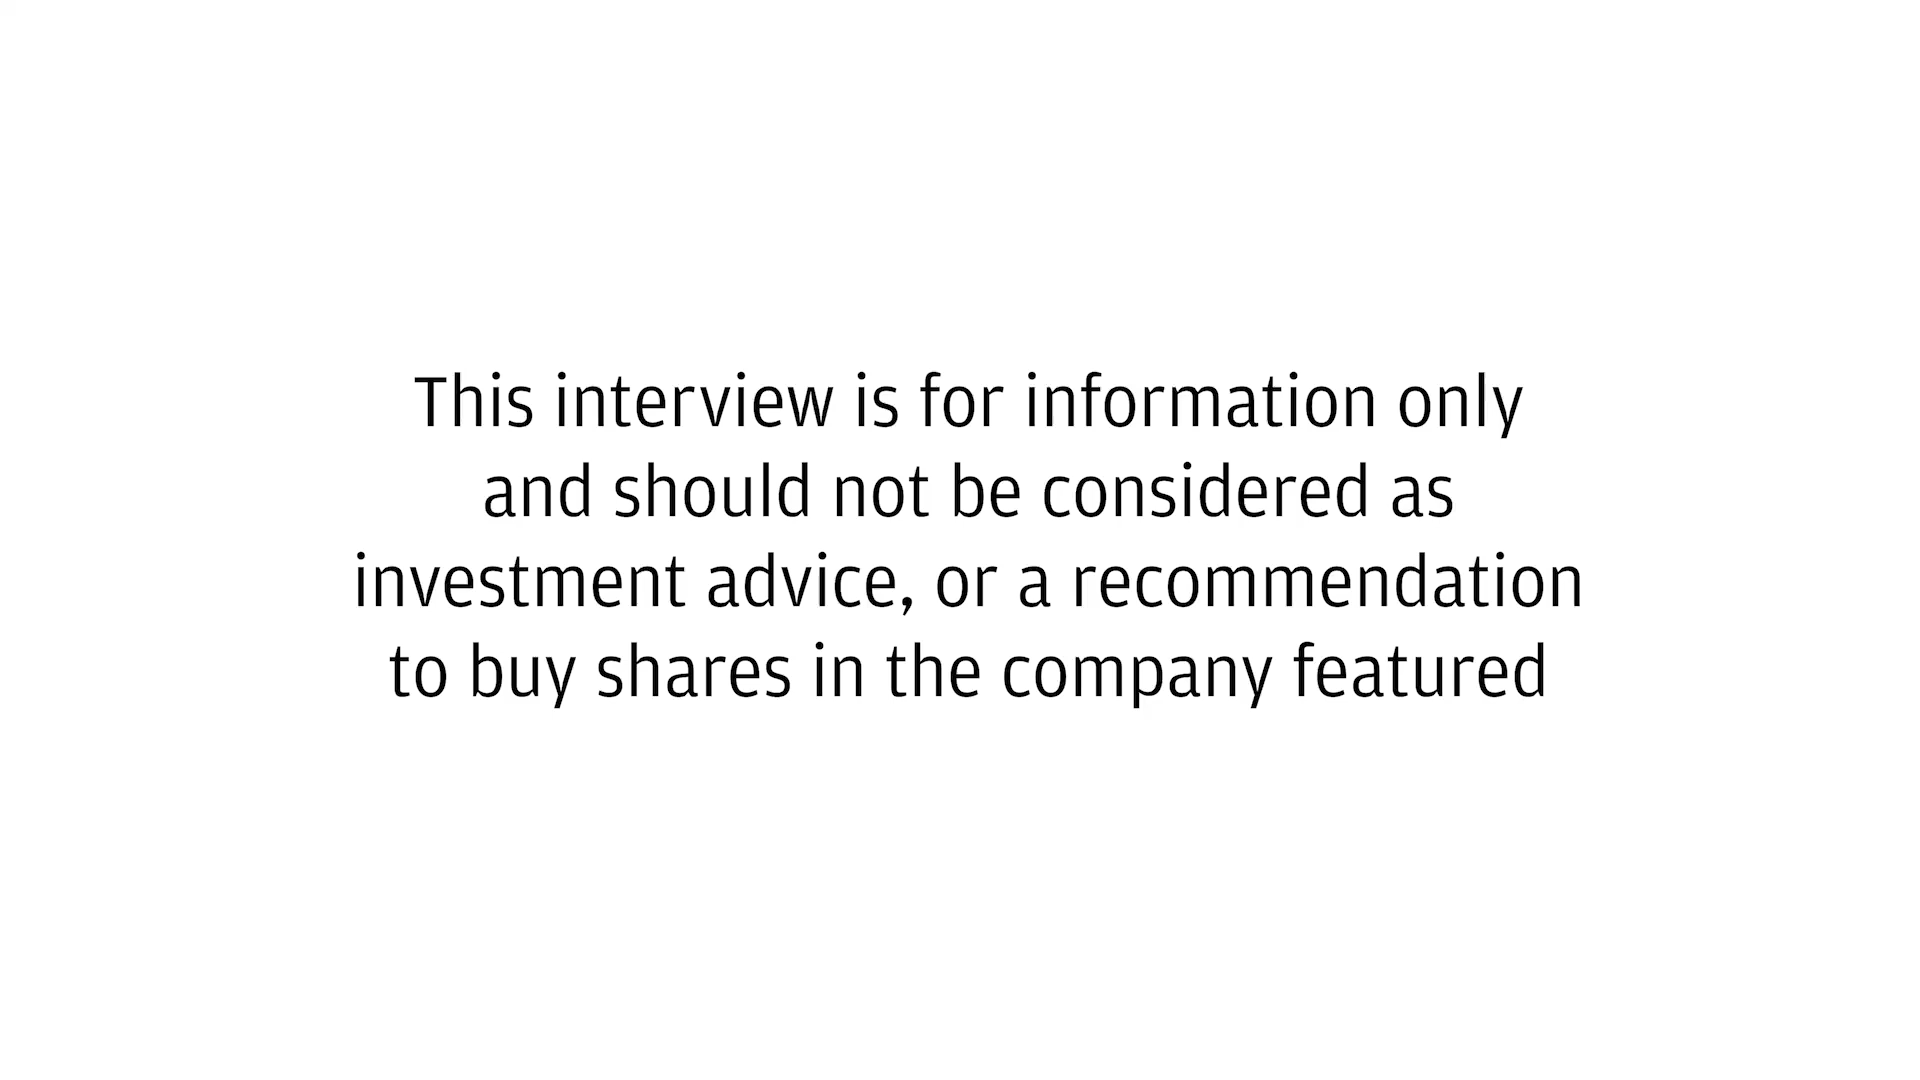 This interview is for information only
and should not be considered as
investment advice, or a recommendation
to buy shares in the company featured